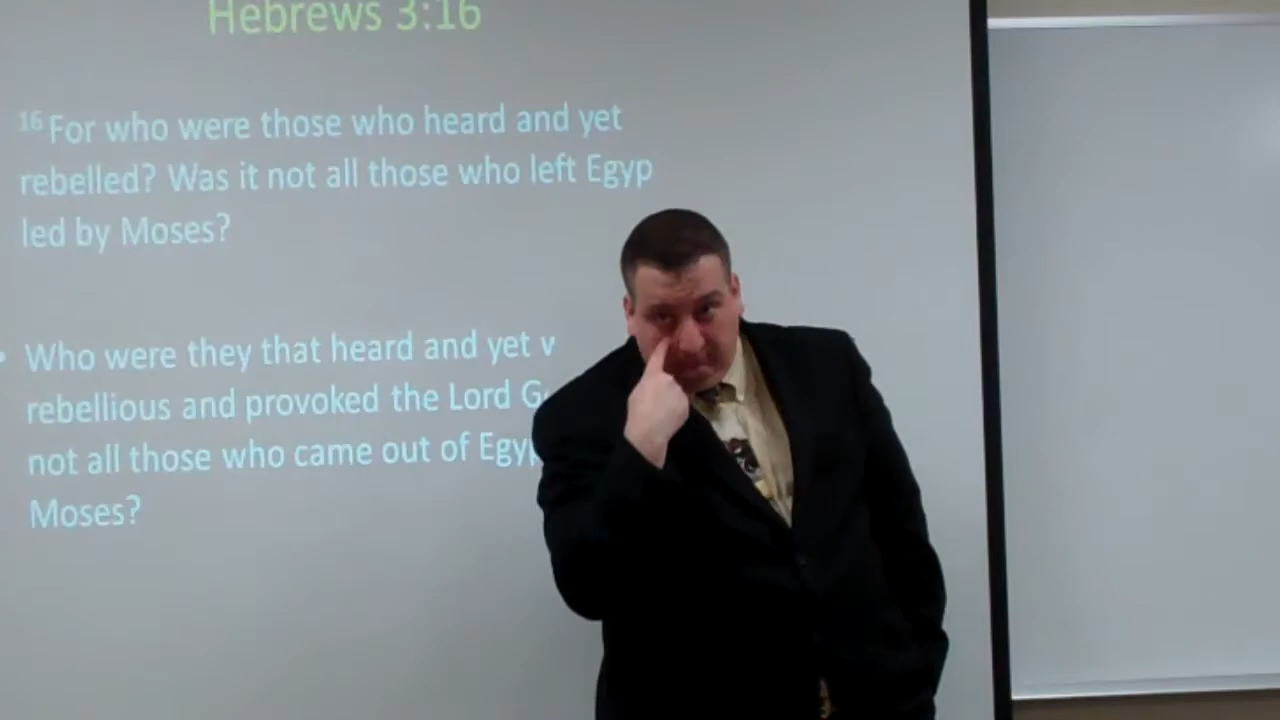 Hebrews 3:16
16 For who were those who heard and yet
rebelled? Was it not all those who left Egyp
led by Moses?
• Who were they that heard and yet
rebellious and provoked the Lord
not all those who came out of
Moses?